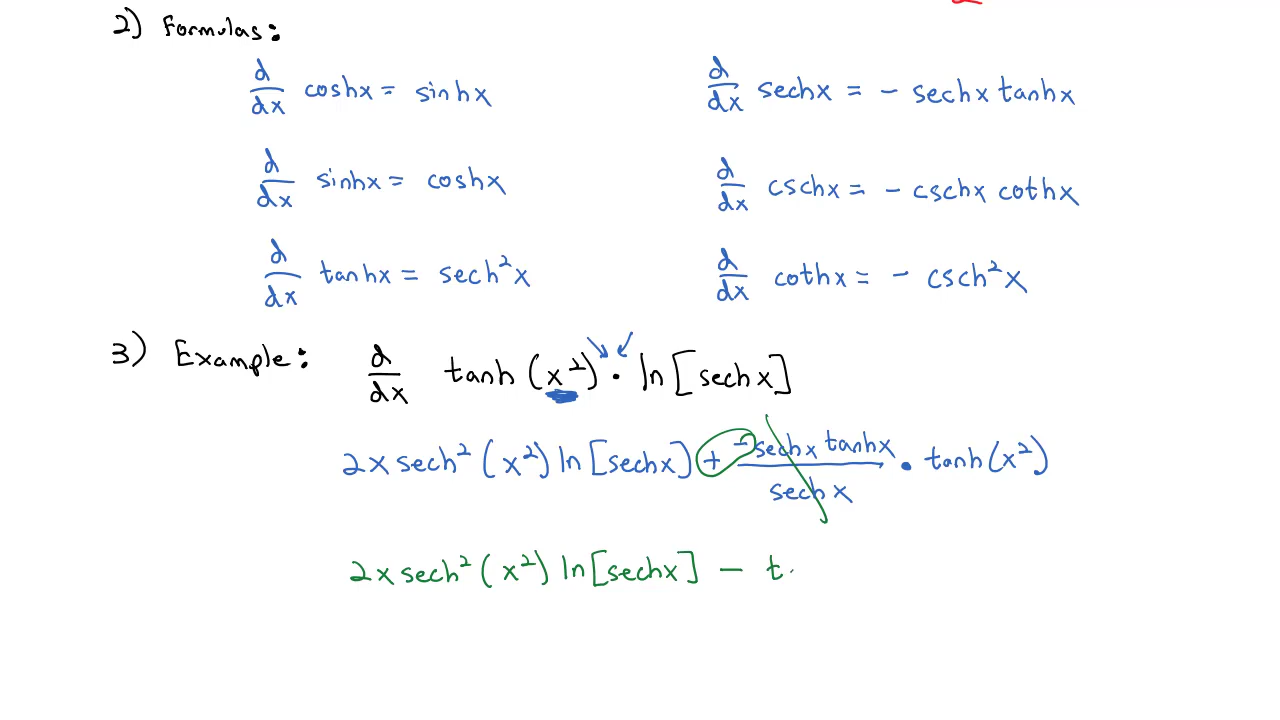 2) Formulas:
d/dx coshx = sinhx
d/dx sechx = - sechx tanhx
d/dx sinhx = coshx
d/dx cschx = - cschx cothx
d/dx tanhx = sech²x
d/dx cothx = - csch²x
3) Example: d/dx tanh (x²) • ln [sechx]
2x sech² (x²) ln [sechx] + -sechx tanhx / sechx • tanh(x²)
2x sech² (x²) ln [sechx] - t